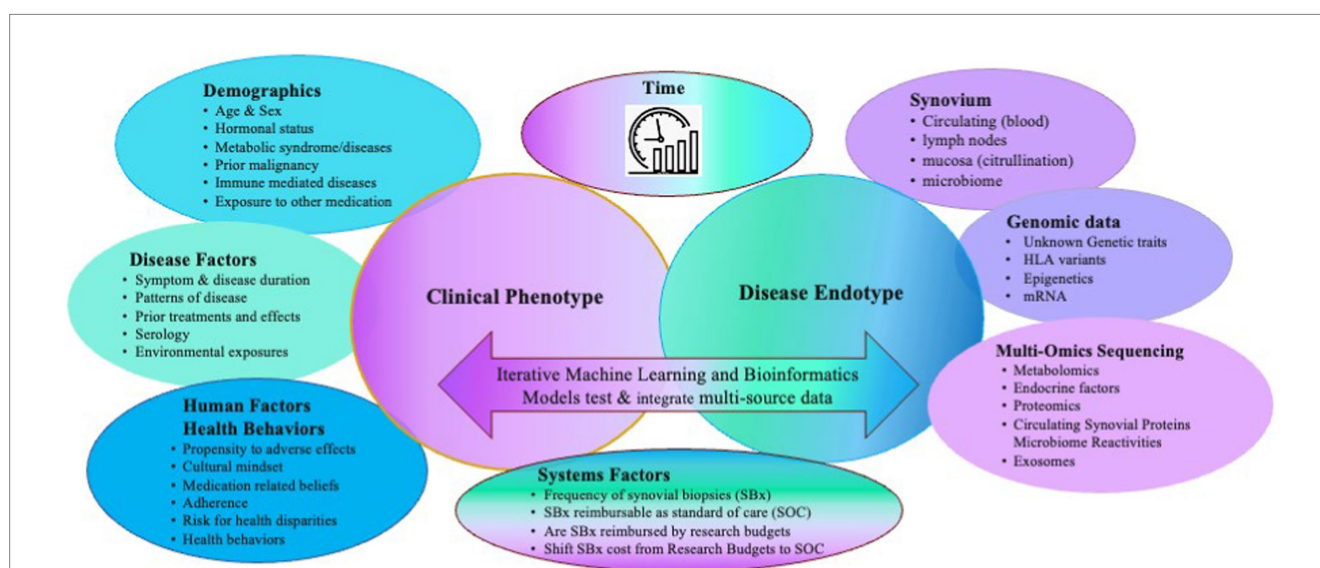 Demographics
• Age & Sex
• Hormonal status
• Metabolic syndrome/diseases
• Prior malignancy
• Immune mediated diseases
• Exposure to other medication
Disease Factors
• Symptom & disease duration
• Patterns of disease
• Prior treatments and effects
• Serology
• Environmental exposures
Human Factors
Health Behaviors
• Propensity to adverse effects
• Cultural mindset
• Medication related beliefs
• Adherence
• Risk for health disparities
• Health behaviors
Time
Clinical Phenotype
Disease Endotype
Iterative Machine Learning and Bioinformatics
Models test & integrate multi-source data
Systems Factors
• Frequency of synovial biopsies (SBx)
• SBx reimbursable as standard of care (SOC)
• Are SBx reimbursed by research budgets
• Shift SBx cost from Research Budgets to SOC
Synovium
• Circulating (blood)
• lymph nodes
• mucosa (citrullination)
• microbiome
Genomic data
• Unknown Genetic traits
• HLA variants
• Epigenetics
• mRNA
Multi-Omics Sequencing
• Metabolomics
• Endocrine factors
• Proteomics
• Circulating Synovial Proteins
Microbiome Reactivities
• Exosomes